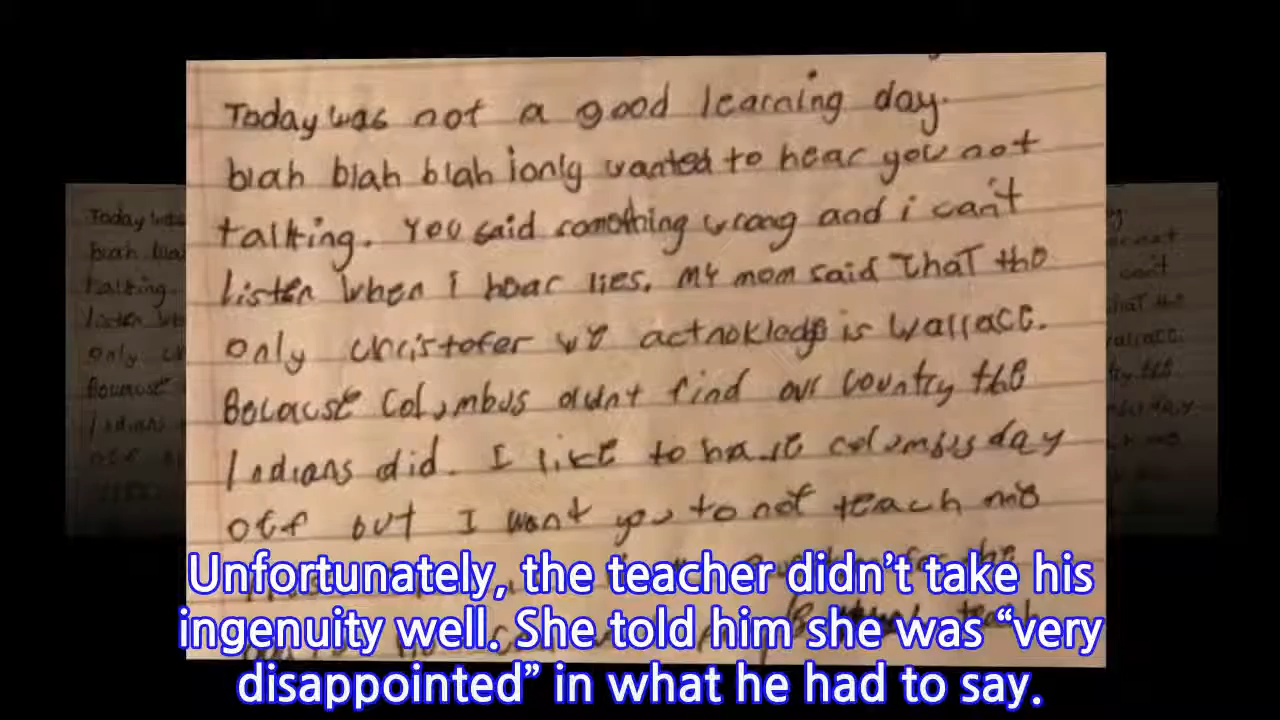 Today was not a good learning day.
blah blah blah i only wanted to hear you not
talking. You said something wrong and i can't
listen when i hear lies. My mom said That the
only christofer we acknokledge is Wallace.
Because Columbus didnt find our country the
Indians did. I like to have columbus day
off but I want you to not teach me
Unfortunately, the teacher didn’t take his
ingenuity well. She told him she was “very
disappointed” in what he had to say.